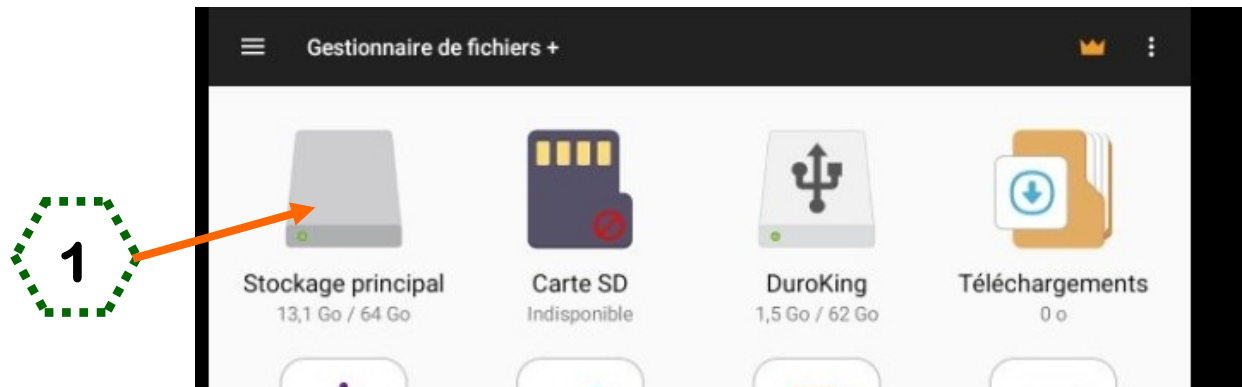 Gestionnaire de fichiers +
1
Stockage principal
13,1 Go / 64 Go
Carte SD
Indisponible
DuroKing
1,5 Go / 62 Go
Téléchargements
0 o